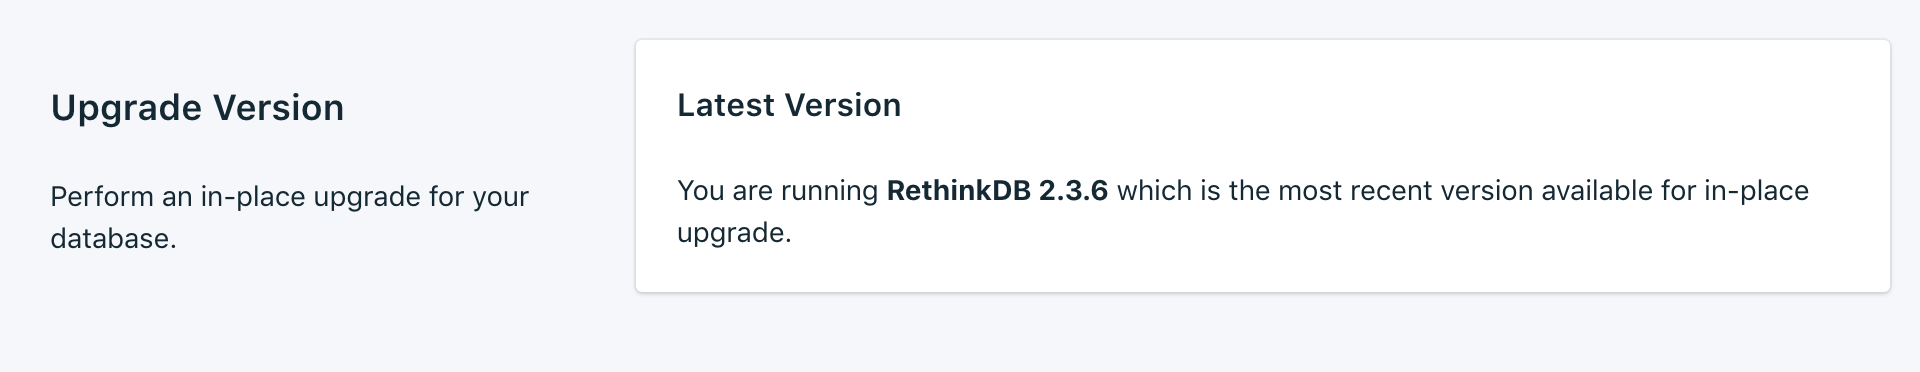 Upgrade Version
Perform an in-place upgrade for your
database.
Latest Version
You are running RethinkDB 2.3.6 which is the most recent version available for in-place
upgrade.